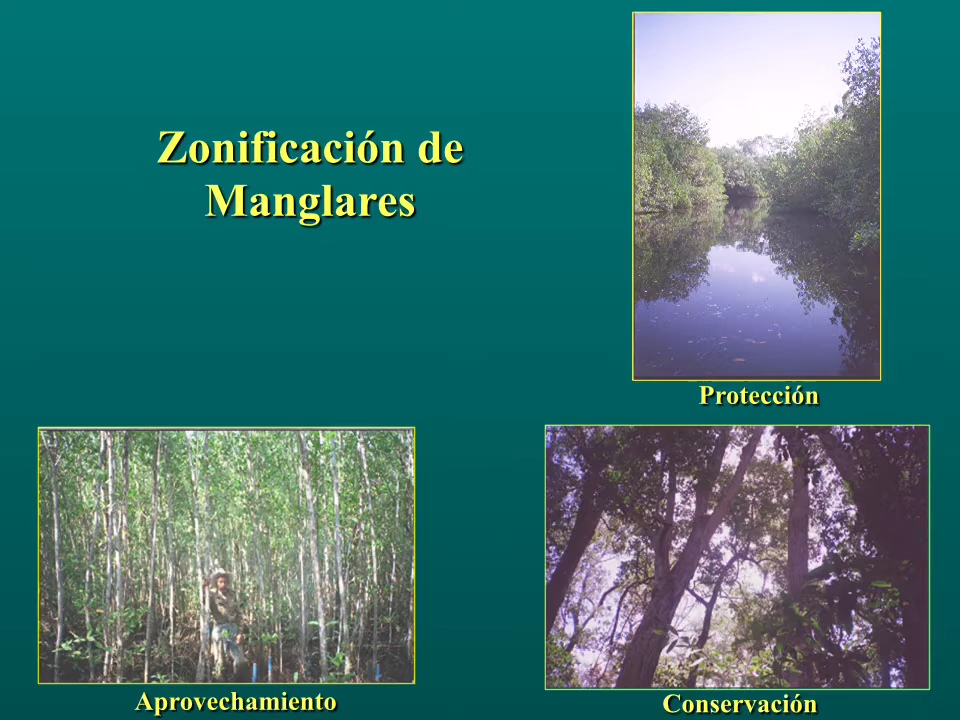 Zonificación de
Manglares
Protección
Aprovechamiento
Conservación